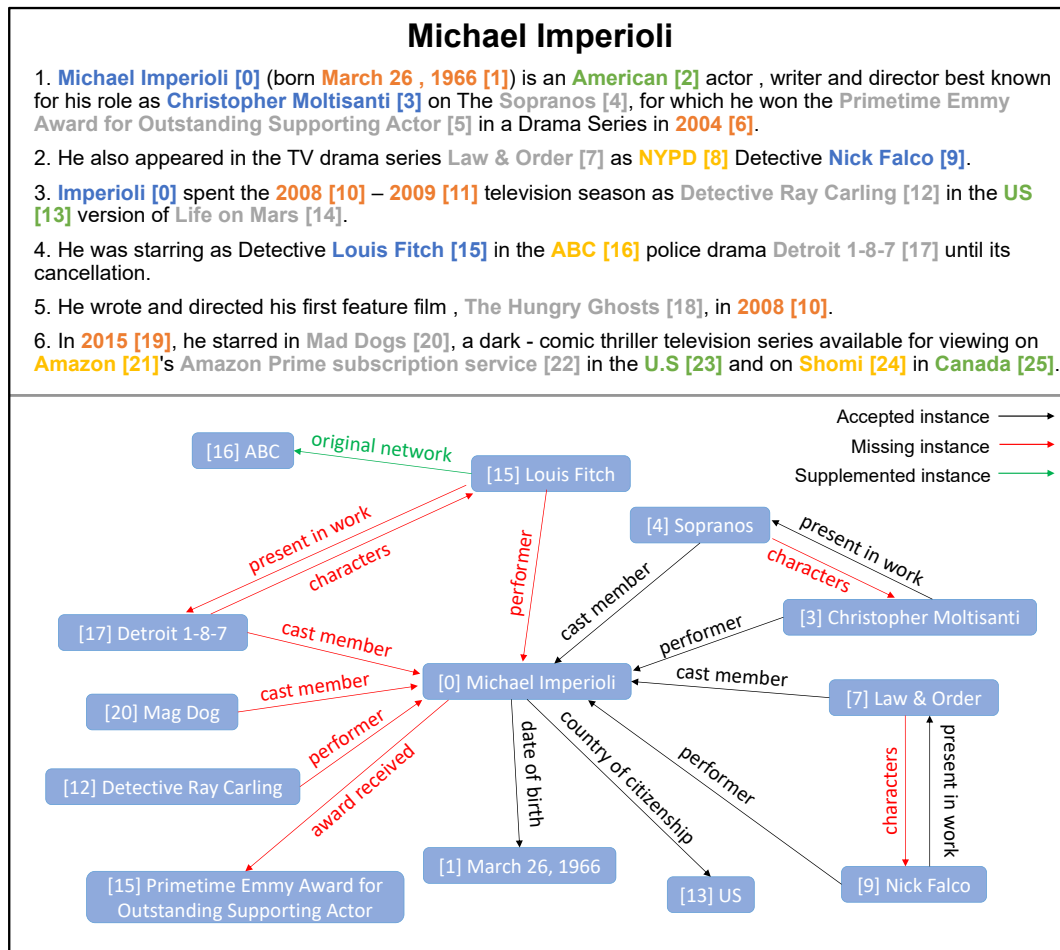 Michael Imperioli
1. Michael Imperioli [0] (born March 26 , 1966 [1]) is an American [2] actor , writer and director best known
for his role as Christopher Moltisanti [3] on The Sopranos [4], for which he won the Primetime Emmy
Award for Outstanding Supporting Actor [5] in a Drama Series in 2004 [6].
2. He also appeared in the TV drama series Law & Order [7] as NYPD [8] Detective Nick Falco [9].
3. Imperioli [0] spent the 2008 [10] – 2009 [11] television season as Detective Ray Carling [12] in the US
[13] version of Life on Mars [14].
4. He was starring as Detective Louis Fitch [15] in the ABC [16] police drama Detroit 1-8-7 [17] until its
cancellation.
5. He wrote and directed his first feature film , The Hungry Ghosts [18], in 2008 [10].
6. In 2015 [19], he starred in Mad Dogs [20], a dark - comic thriller television series available for viewing on
Amazon [21]'s Amazon Prime subscription service [22] in the U.S [23] and on Shomi [24] in Canada [25].
Accepted instance
Missing instance
Supplemented instance
[16] ABC
original network
[15] Louis Fitch
[4] Sopranos
present in work
characters
present in work
characters
performer
cast member
[3] Christopher Moltisanti
[17] Detroit 1-8-7
cast member
performer
[0] Michael Imperioli
cast member
[7] Law & Order
cast member
[20] Mag Dog
performer
[12] Detective Ray Carling
award received
date of birth
country of citizenship
performer
characters
present in work
[1] March 26, 1966
[13] US
[9] Nick Falco
[15] Primetime Emmy Award for
Outstanding Supporting Actor